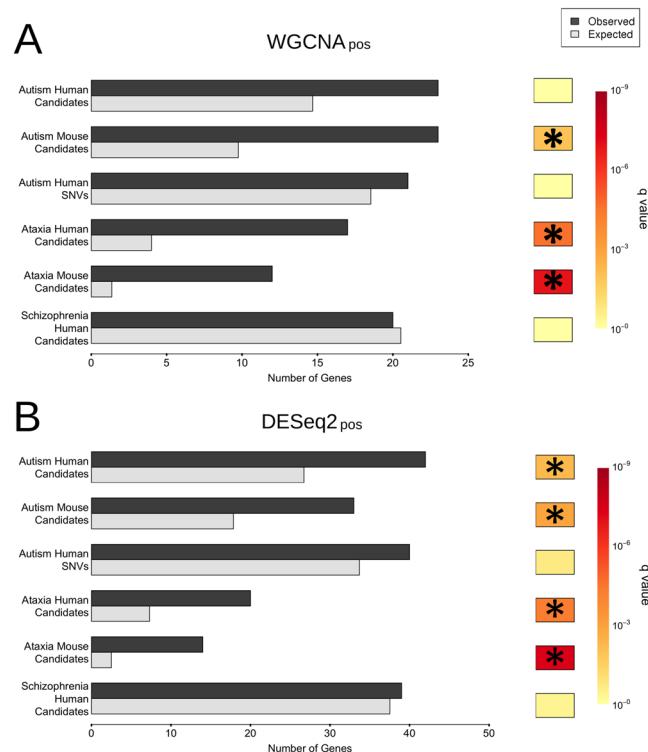 A
WGCNA pos
Observed
Expected
Autism Human
Candidates
Autism Mouse
Candidates
Autism Human
SNVs
Ataxia Human
Candidates
Ataxia Mouse
Candidates
Schizophrenia
Human
Candidates
0 5 10 15 20 25
Number of Genes
*
*
*
10⁻⁹
10⁻⁶
10⁻³
10⁻⁰
q value
B
DESeq2 pos
Autism Human
Candidates
Autism Mouse
Candidates
Autism Human
SNVs
Ataxia Human
Candidates
Ataxia Mouse
Candidates
Schizophrenia
Human
Candidates
0 10 20 30 40 50
Number of Genes
*
*
*
*
10⁻⁹
10⁻⁶
10⁻³
10⁻⁰
q value